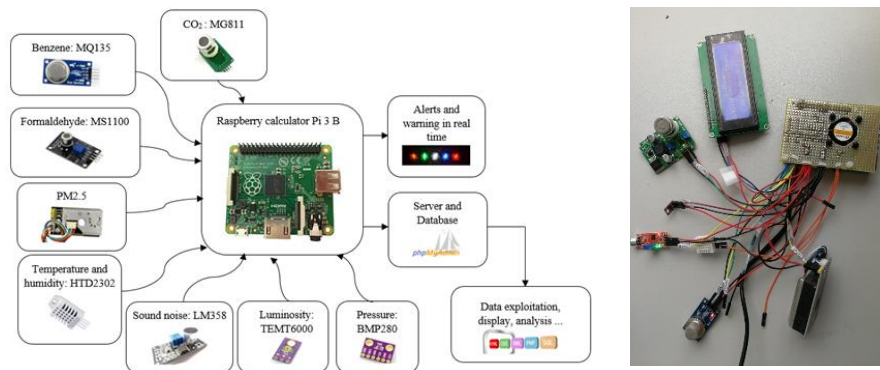 CO₂ : MG811
Benzene: MQ135
Formaldehyde: MS1100
Raspberry calculator Pi 3 B
Alerts and
warning in real
time
PM2.5
Server and
Database
phpMyAdmin
Temperature and
humidity: HTD2302
Sound noise: LM358
Luminosity:
TEMT6000
Pressure:
BMP280
Data exploitation,
display, analysis ...